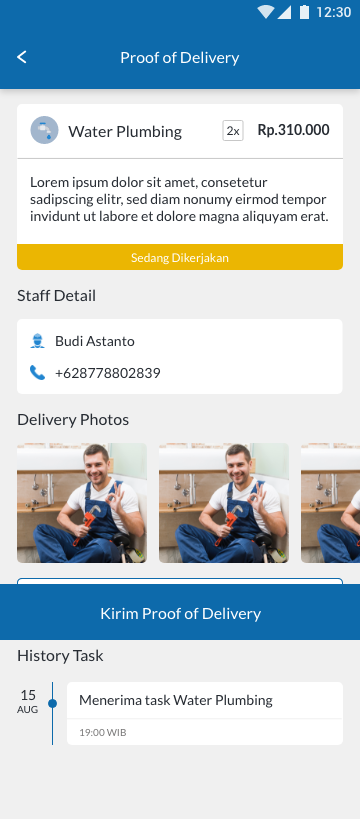 12:30
Proof of Delivery
Water Plumbing 2x Rp.310.000
Lorem ipsum dolor sit amet, consetetur
sadipscing elitr, sed diam nonumy eirmod tempor
invidunt ut labore et dolore magna aliquyam erat.
Sedang Dikerjakan
Staff Detail
Budi Astanto
+628778802839
Delivery Photos
Kirim Proof of Delivery
History Task
15
AUG
Menerima task Water Plumbing
19:00 WIB